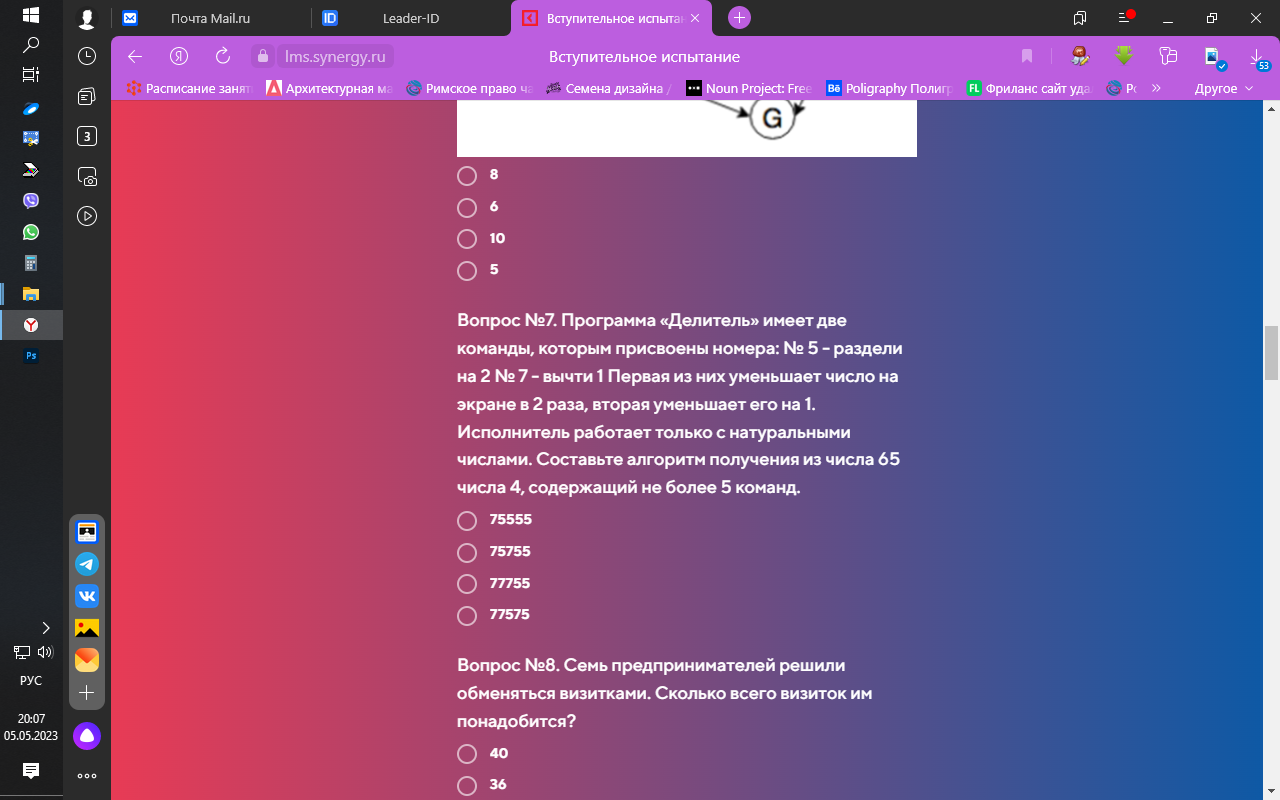 Почта Mail.ru
ID
Leader-ID
Вступительное испыта
lms.synergy.ru
Вступительное испытание
53
Расписание занят
Архитектурная ма
Римское право ча
Семена дизайна /
Noun Project: Free
Bē
Poligraphy Полигр
FL
Фриланс сайт уда
Ро
»
Другое
3
G
8
6
10
5
Вопрос №7. Программа «Делитель» имеет две
команды, которым присвоены номера: № 5 - раздели
на 2 № 7 - вычти 1 Первая из них уменьшает число на
экране в 2 раза, вторая уменьшает его на 1.
Исполнитель работает только с натуральными
числами. Составьте алгоритм получения из числа 65
числа 4, содержащий не более 5 команд.
75555
75755
77755
77575
Вопрос №8. Семь предпринимателей решили
обменяться визитками. Сколько всего визиток им
понадобится?
40
36
Ps
РУС
20:07
05.05.2023